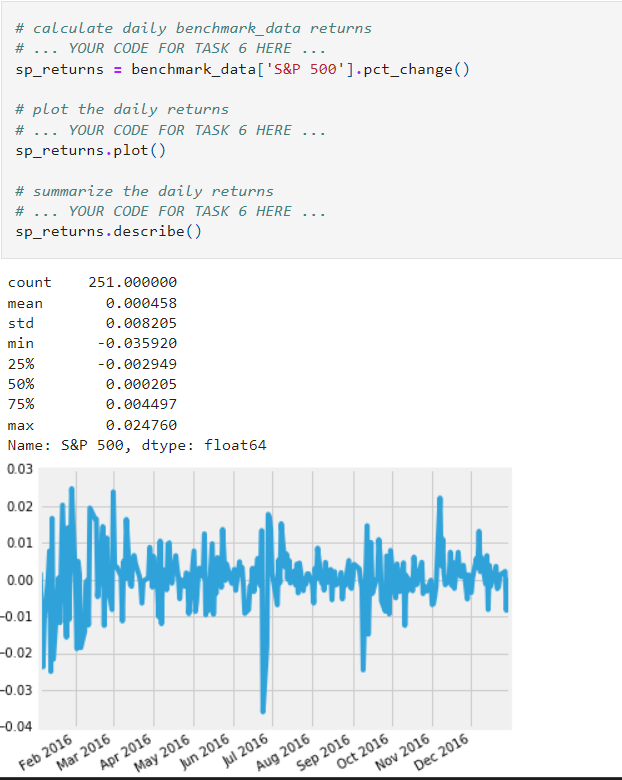 # calculate daily benchmark_data returns
# ... YOUR CODE FOR TASK 6 HERE ...
sp_returns = benchmark_data['S&P 500'].pct_change()
# plot the daily returns
# ... YOUR CODE FOR TASK 6 HERE ...
sp_returns.plot()
# summarize the daily returns
# ... YOUR CODE FOR TASK 6 HERE ...
sp_returns.describe()
count 251.000000
mean 0.000458
std 0.008205
min -0.035920
25% -0.002949
50% 0.000205
75% 0.004497
max 0.024760
Name: S&P 500, dtype: float64
0.03
0.02
0.01
0.00
-0.01
-0.02
-0.03
-0.04
Feb 2016 Mar 2016 Apr 2016 May 2016 Jun 2016 Jul 2016 Aug 2016 Sep 2016 Oct 2016 Nov 2016 Dec 2016